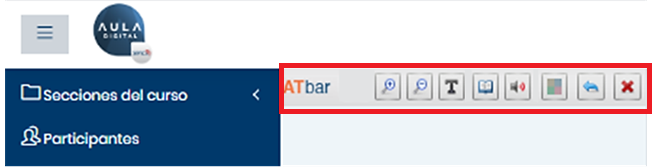 AULA
DIGITAL
Secciones del curso
ATbar
T
Participantes